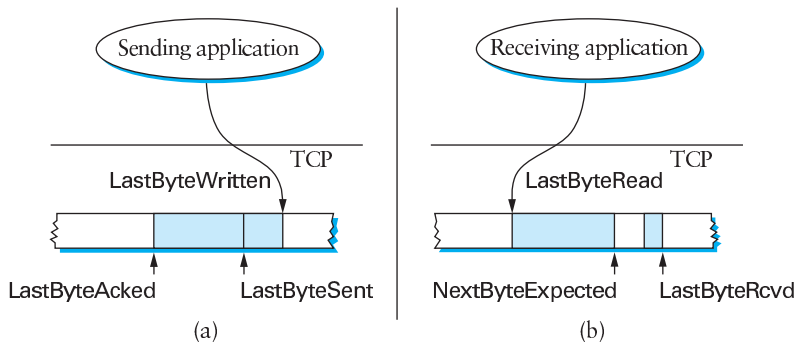 Sending application
TCP
LastByteWritten
LastByteAcked
LastByteSent
(a)
Receiving application
TCP
LastByteRead
NextByteExpected
LastByteRcvd
(b)